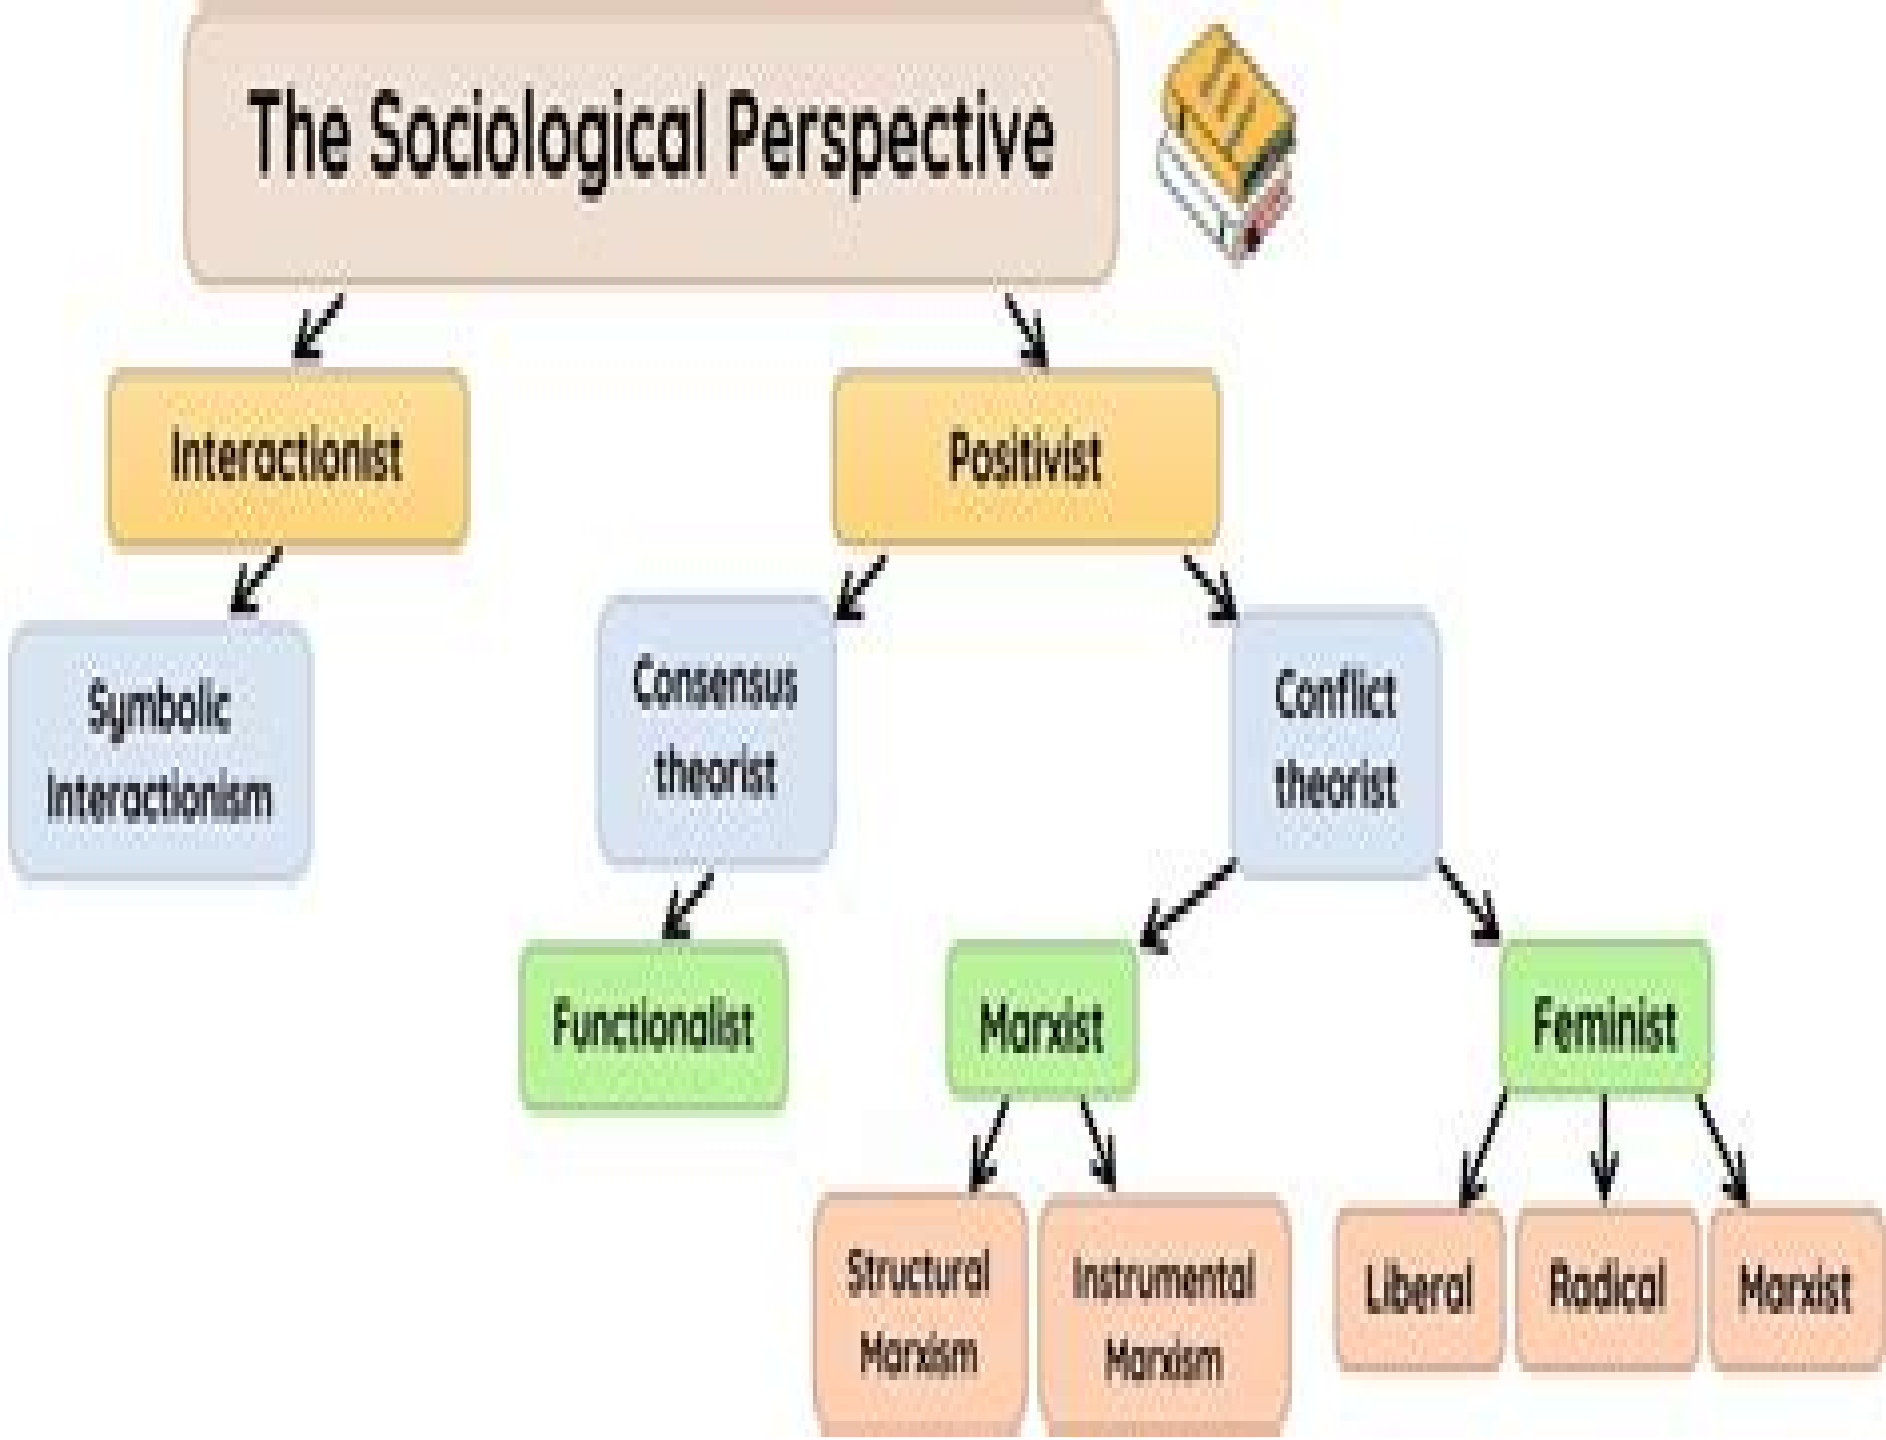 The Sociological Perspective
Interactionist
Positivist
Symbolic
Interactionism
Consensus
theorist
Conflict
theorist
Functionalist
Marxist
Feminist
Structural
Marxism
Instrumental
Marxism
Liberal
Radical
Marxist